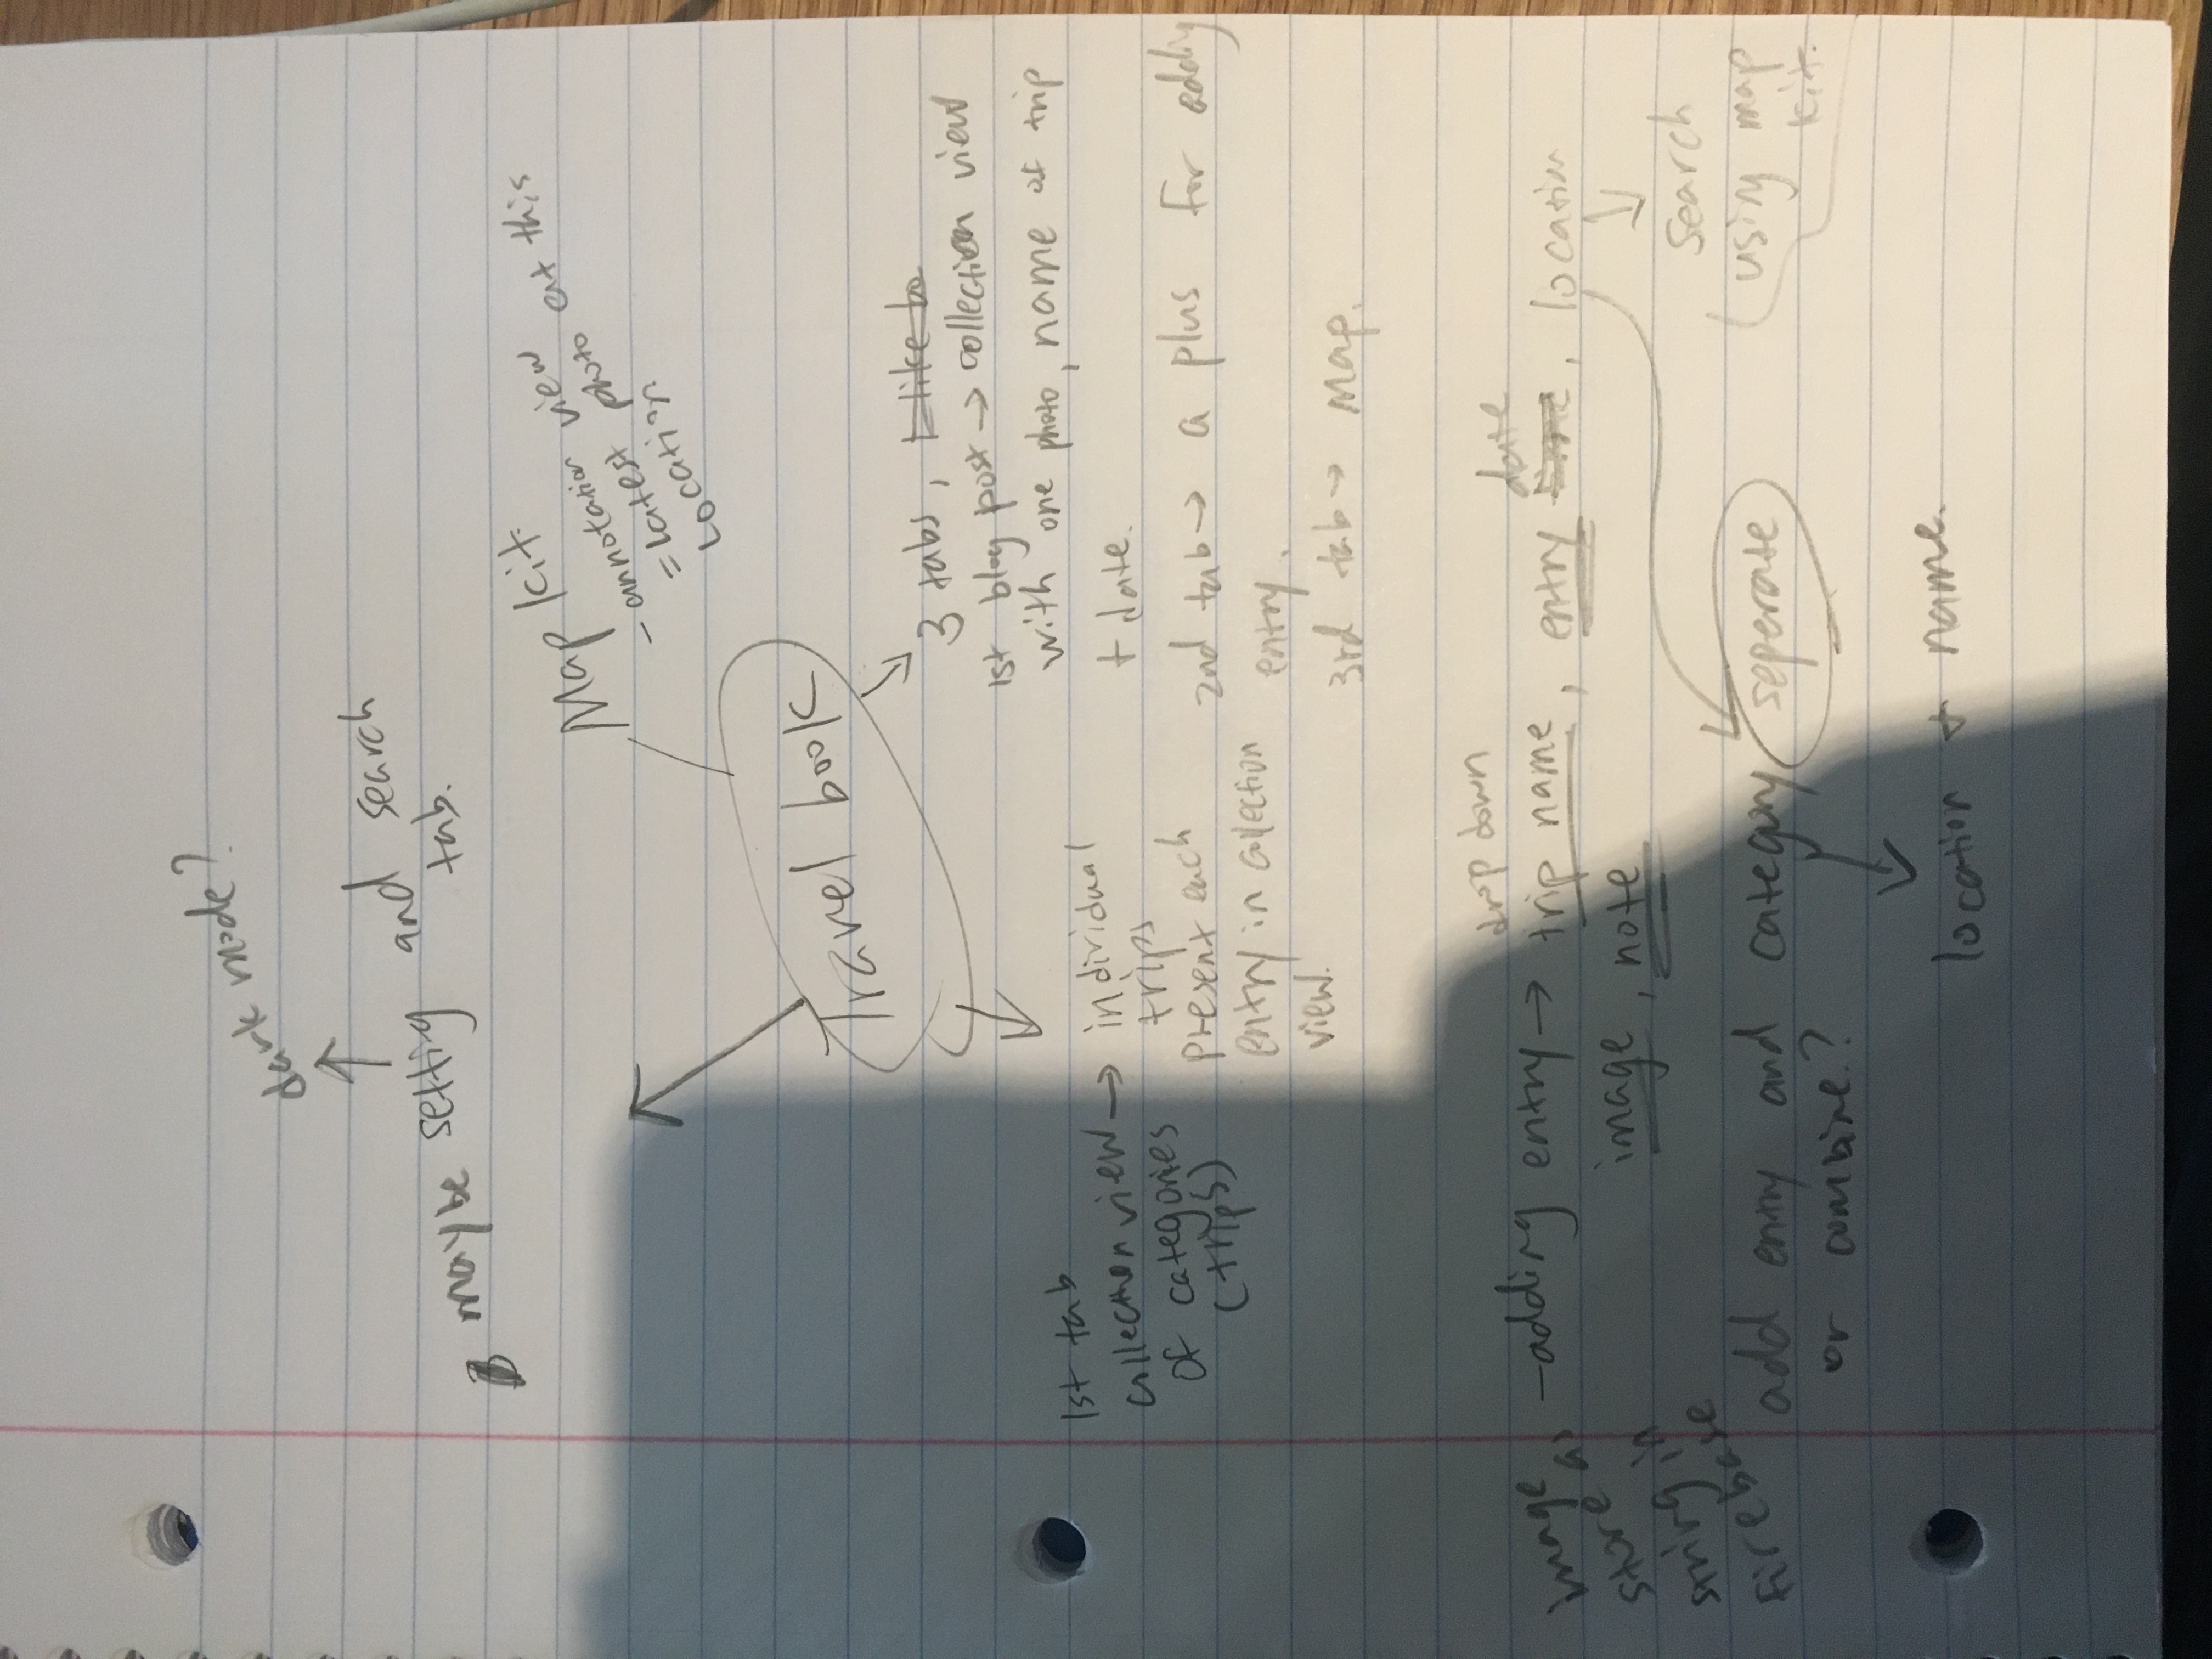 dark mode?
maybe settig and search
tab.
Map Kit.
- annotation view
= Latest photo at this
Location
Travel book
3 tabs,
1st blog post → collection view
with one photo, name of trip
+ date.
2nd tab → a plus for adding
entry.
3rd tab → Map.
1st tab
collection view →
of categories
(trips)
individual
trips
present each
entry in collection
view.
image
store as
string in
firebase
drop down
date
- adding entry → trip name, entry, location
image, note
Search
using map
kit.
add entry and category seperate
or combine?
location + name.